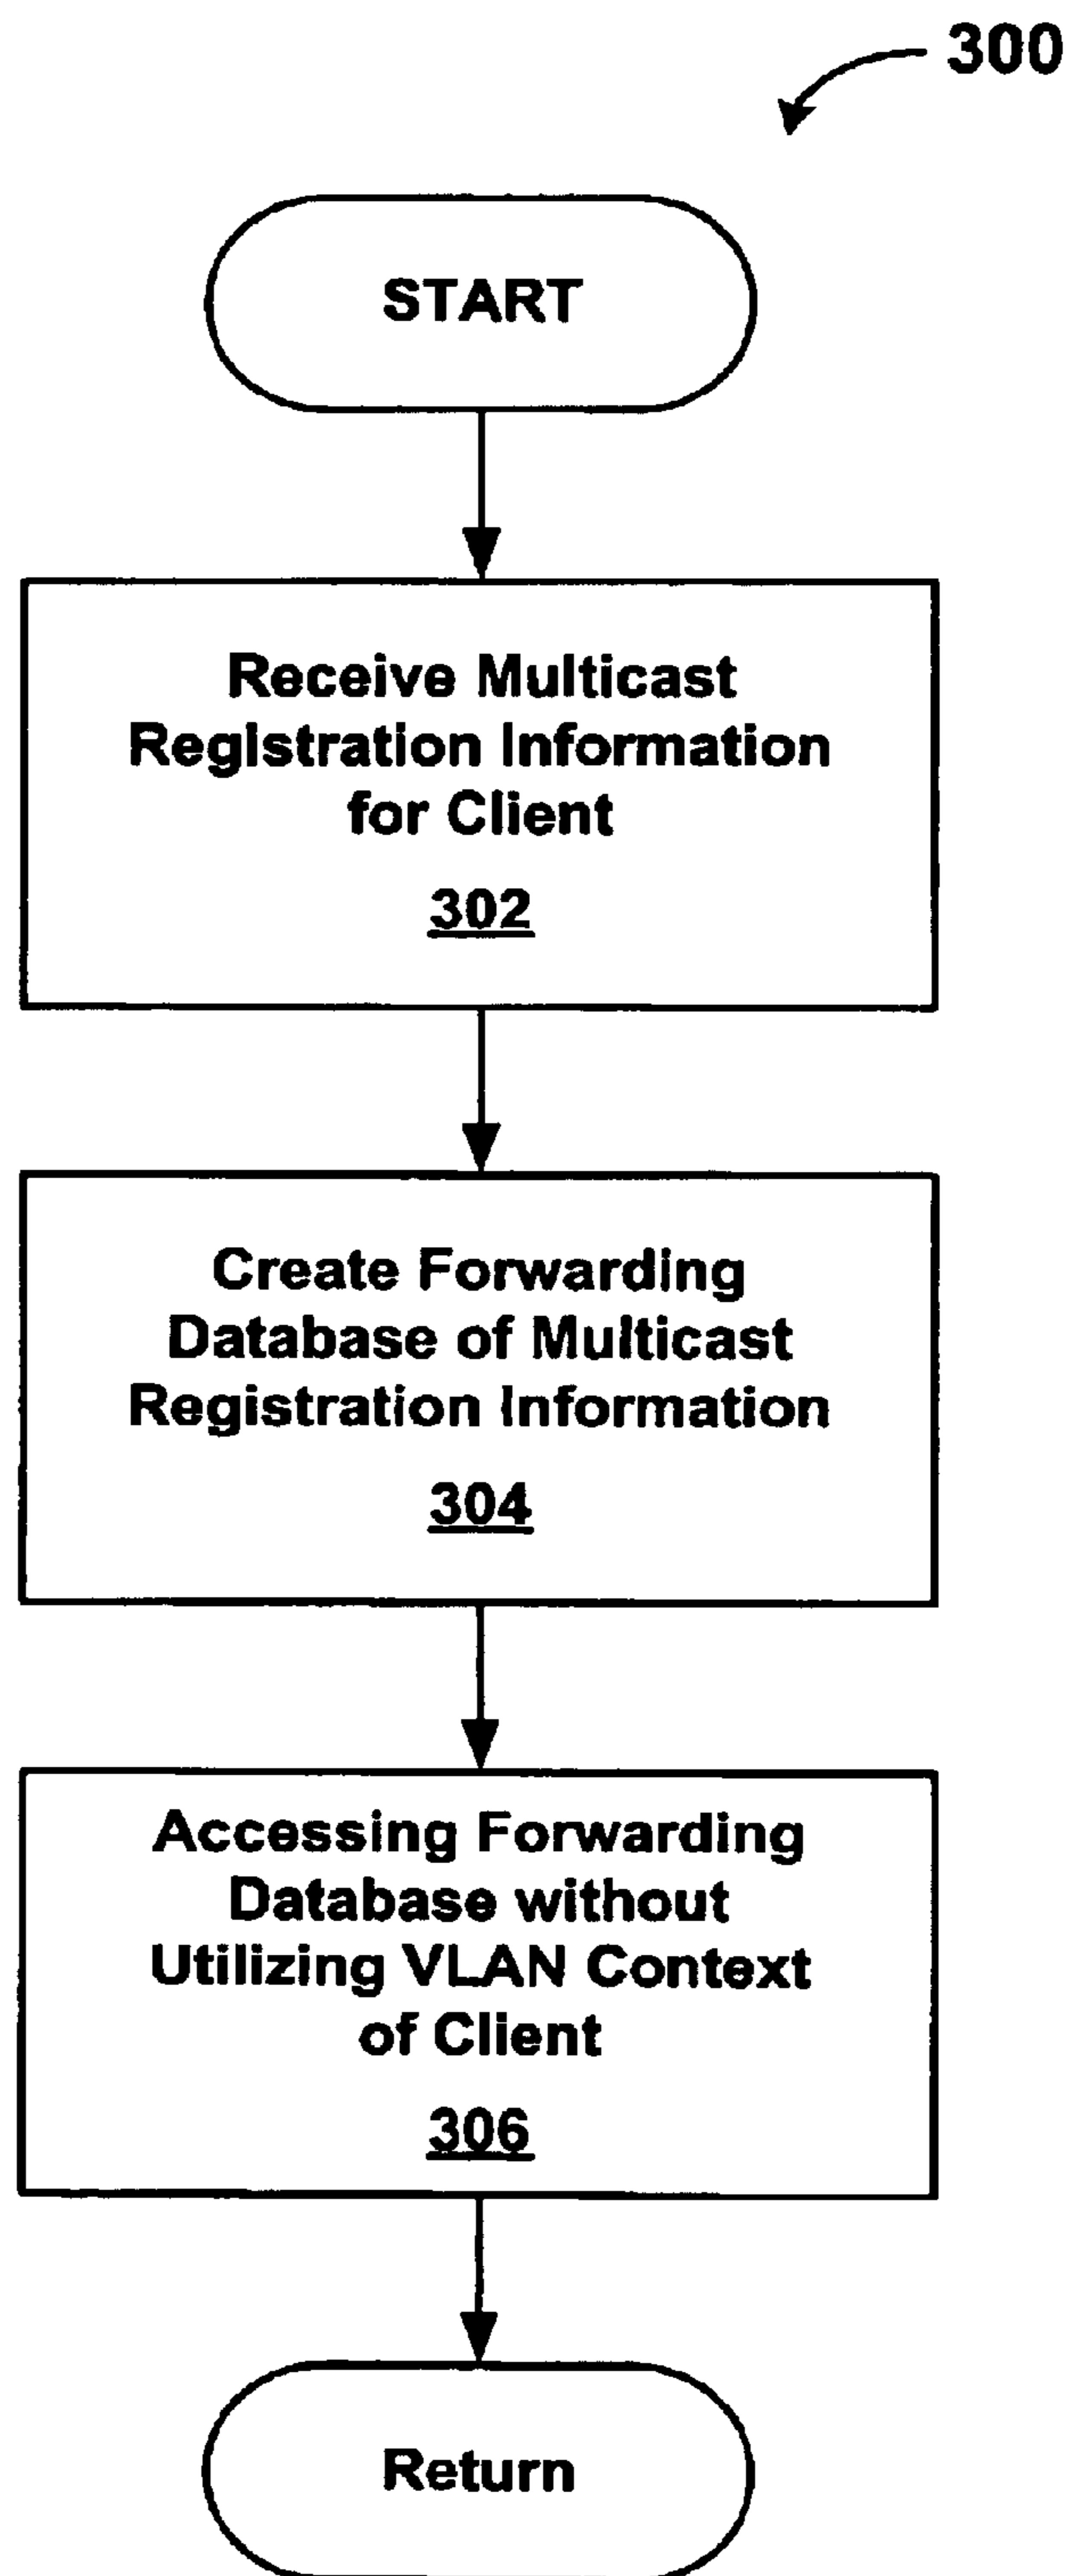 300
START
Receive Multicast
Registration Information
for Client
302
Create Forwarding
Database of Multicast
Registration Information
304
Accessing Forwarding
Database without
Utilizing VLAN Context
of Client
306
Return